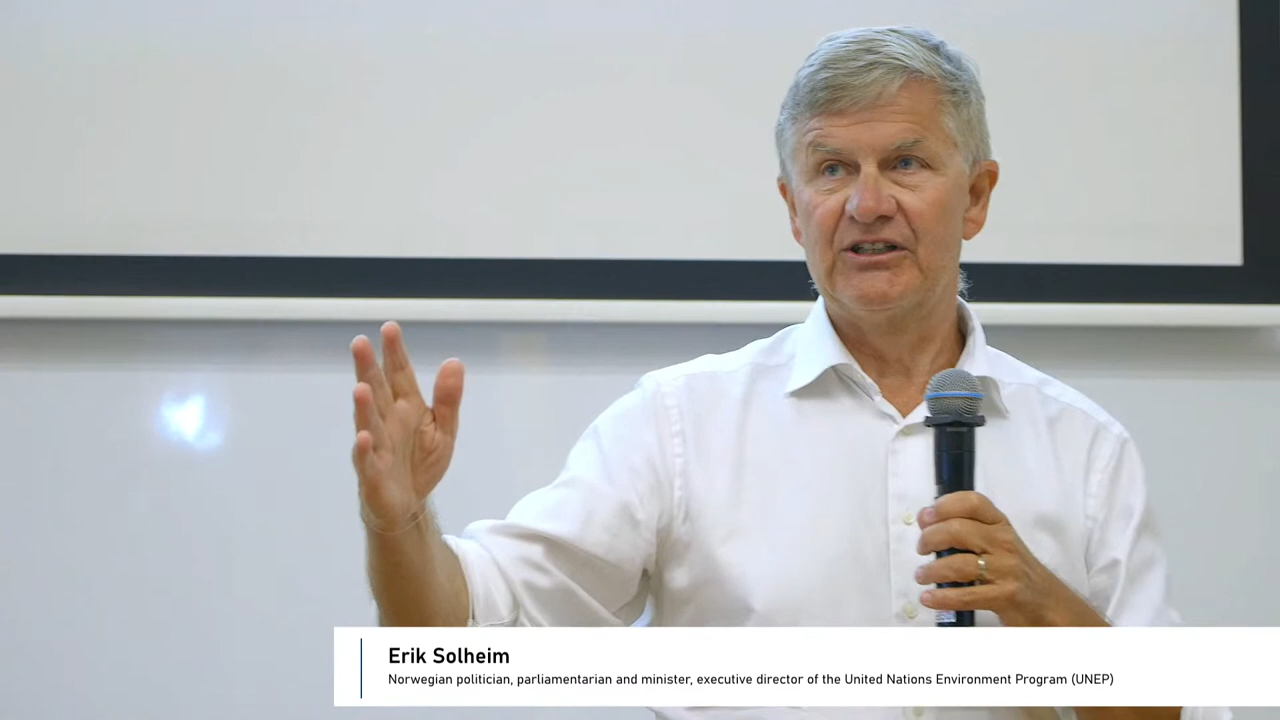 Erik Solheim
Norwegian politician, parliamentarian and minister, executive director of the United Nations Environment Program (UNEP)